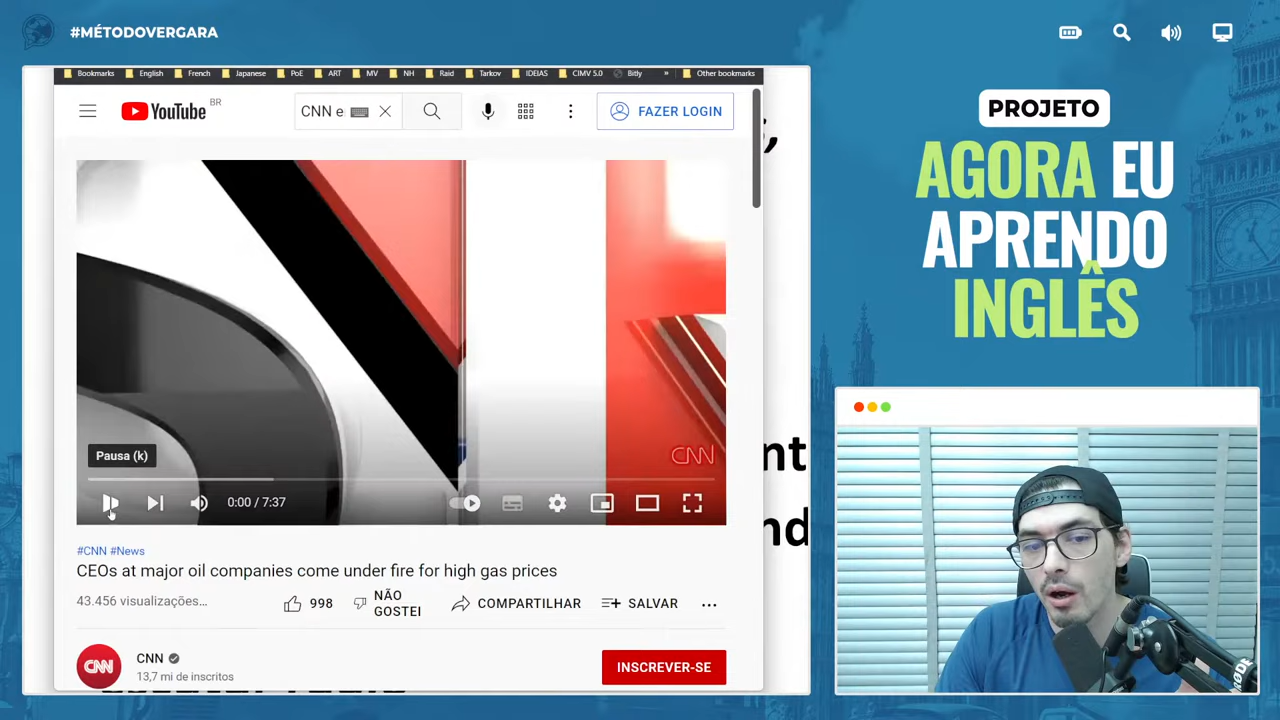 #MÉTODOVERGARA
Bookmarks English French Japanese PoE ART MV NH Raid Tarkov IDEIAS CIMV 5.0 Bitly » Other bookmarks
YouTube BR
CNN e
FAZER LOGIN
CNN
Pausa (k)
0:00 / 7:37
#CNN #News
CEOs at major oil companies come under fire for high gas prices
43.456 visualizações...
998
NÃO
GOSTEI
COMPARTILHAR
SALVAR
CNN
CNN
13,7 mi de inscritos
INSCREVER-SE
nt
nd
PROJETO
AGORA EU
APRENDO
INGLÊS
RØDE